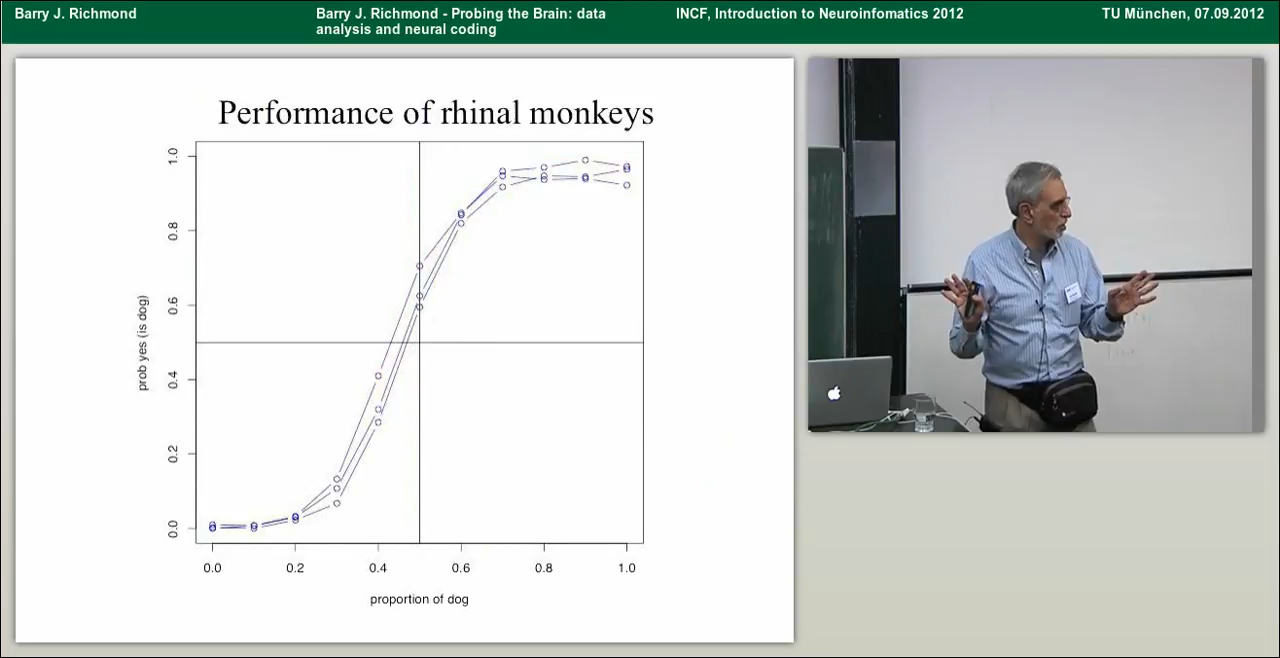 Barry J. Richmond
Barry J. Richmond - Probing the Brain: data
analysis and neural coding
INCF, Introduction to Neuroinfomatics 2012
TU München, 07.09.2012
Performance of rhinal monkeys
1.0
0.8
0.6
0.4
0.2
0.0
prob yes (is dog)
0.0 0.2 0.4 0.6 0.8 1.0
proportion of dog